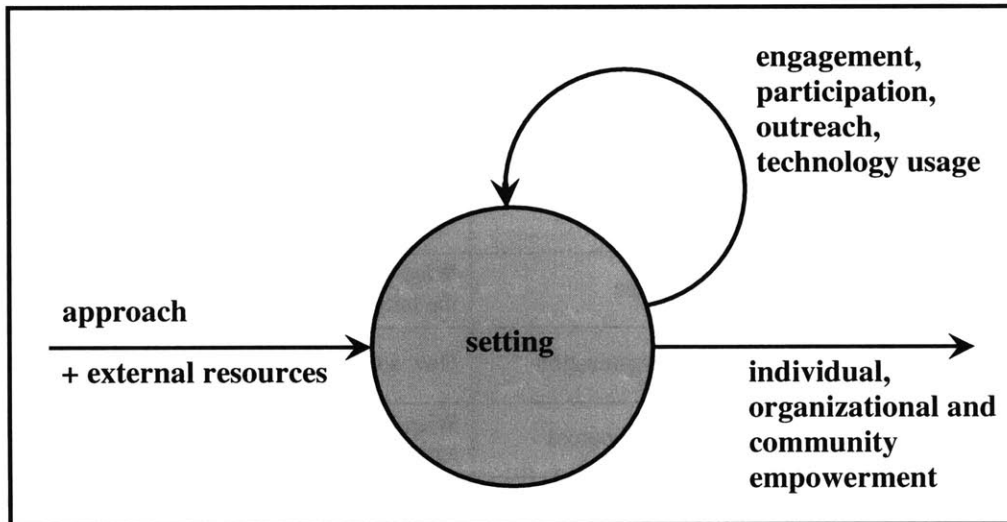 engagement,
participation,
outreach,
technology usage
approach
+ external resources
setting
individual,
organizational and
community
empowerment